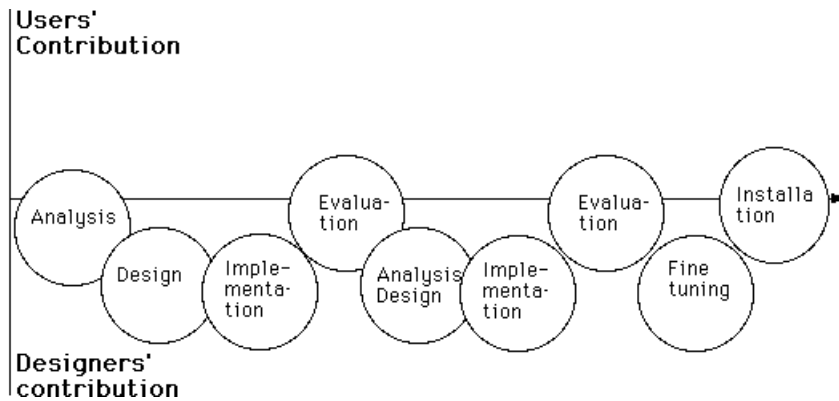 Users'
Contribution
Analysis
Design
Imple-
menta-
tion
Evalua-
tion
Analysis
Design
Imple-
menta-
tion
Evalua-
tion
Fine
tuning
Installa
tion
Designers'
contribution